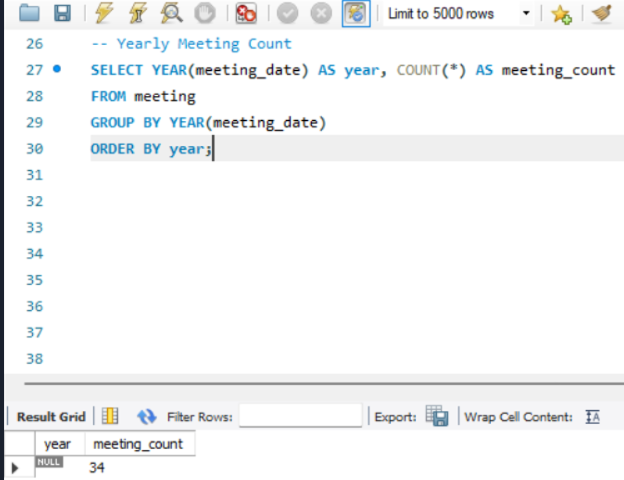 Limit to 5000 rows
26 -- Yearly Meeting Count
27 SELECT YEAR(meeting_date) AS year, COUNT(*) AS meeting_count
28 FROM meeting
29 GROUP BY YEAR(meeting_date)
30 ORDER BY year;
31
32
33
34
35
36
37
38
Result Grid Filter Rows: Export: Wrap Cell Content: IA
year meeting_count
NULL 34